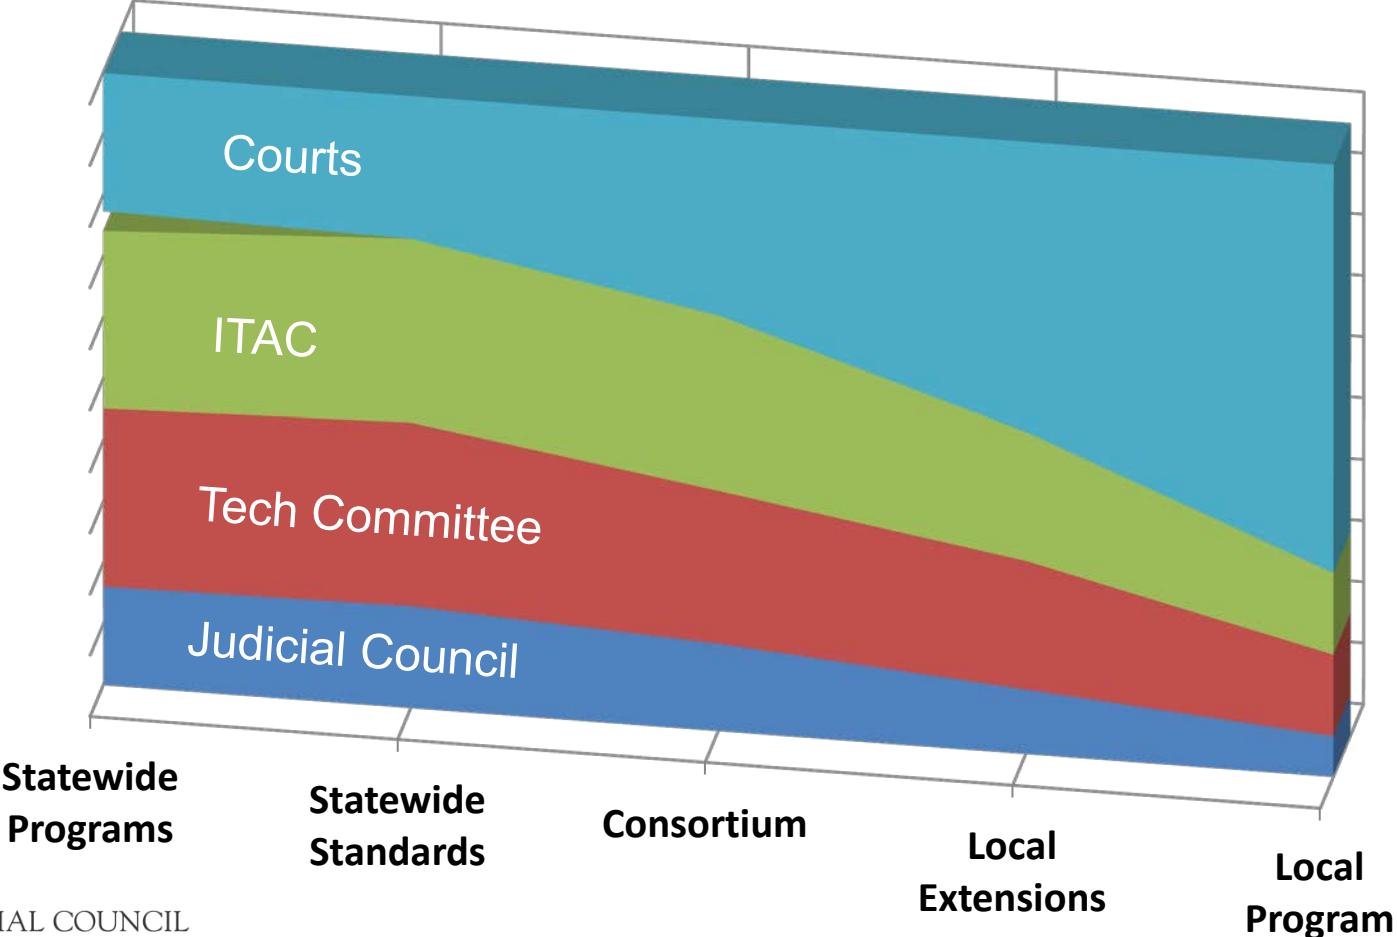 Courts
ITAC
Tech Committee
Judicial Council
Statewide
Programs
Statewide
Standards
Consortium
Local
Extensions
Local
Program
IAL COUNCIL